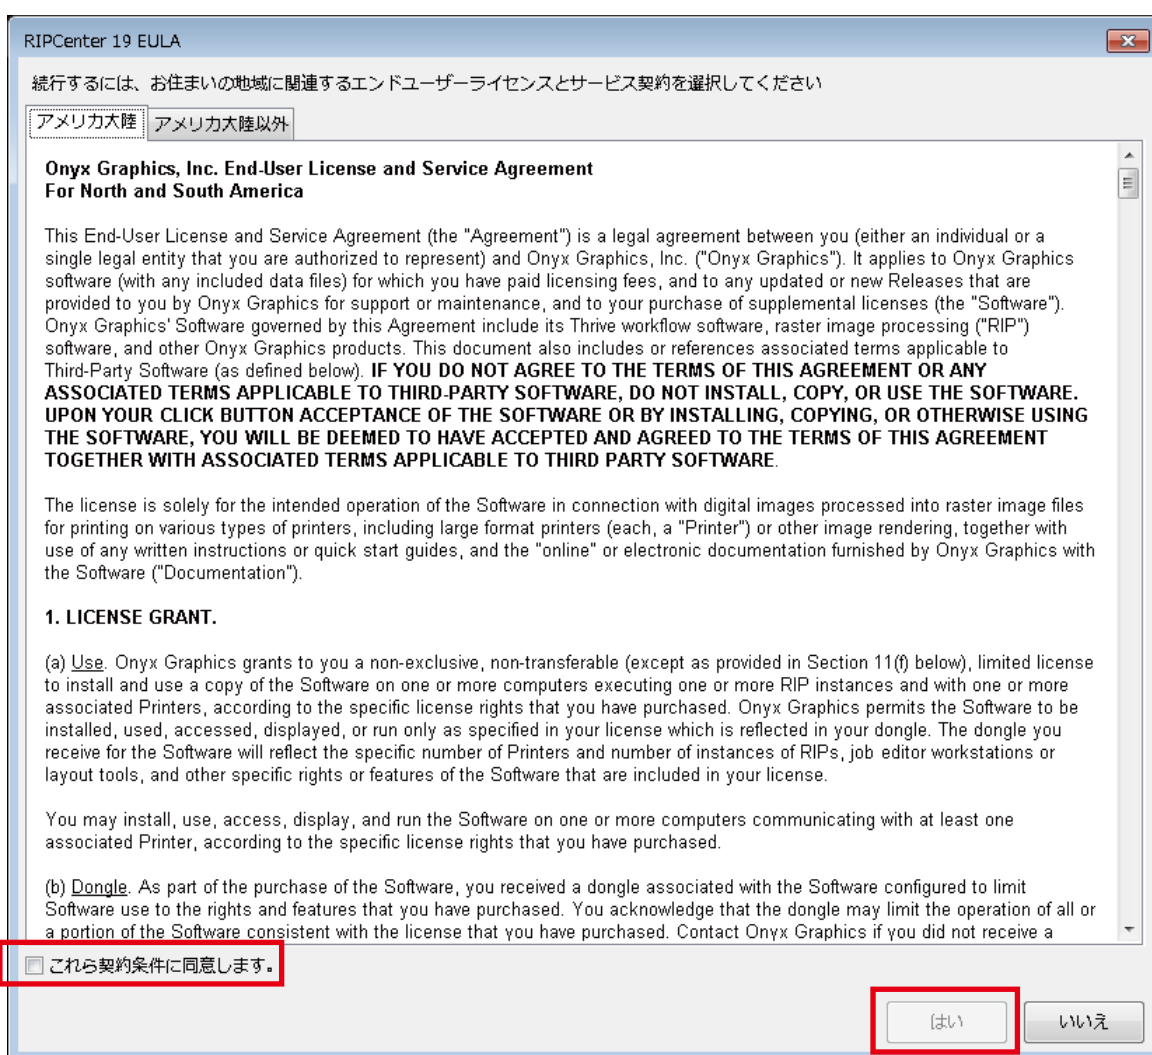 RIPCenter 19 EULA
続行するには、お住まいの地域に関連するエンドユーザーライセンスとサービス契約を選択してください
アメリカ大陸 アメリカ大陸以外
Onyx Graphics, Inc. End-User License and Service Agreement
For North and South America
This End-User License and Service Agreement (the "Agreement") is a legal agreement between you (either an individual or a
single legal entity that you are authorized to represent) and Onyx Graphics, Inc. ("Onyx Graphics"). It applies to Onyx Graphics
software (with any included data files) for which you have paid licensing fees, and to any updated or new Releases that are
provided to you by Onyx Graphics for support or maintenance, and to your purchase of supplemental licenses (the "Software").
Onyx Graphics' Software governed by this Agreement include its Thrive workflow software, raster image processing ("RIP")
software, and other Onyx Graphics products. This document also includes or references associated terms applicable to
Third-Party Software (as defined below). IF YOU DO NOT AGREE TO THE TERMS OF THIS AGREEMENT OR ANY
ASSOCIATED TERMS APPLICABLE TO THIRD-PARTY SOFTWARE, DO NOT INSTALL, COPY, OR USE THE SOFTWARE.
UPON YOUR CLICK BUTTON ACCEPTANCE OF THE SOFTWARE OR BY INSTALLING, COPYING, OR OTHERWISE USING
THE SOFTWARE, YOU WILL BE DEEMED TO HAVE ACCEPTED AND AGREED TO THE TERMS OF THIS AGREEMENT
TOGETHER WITH ASSOCIATED TERMS APPLICABLE TO THIRD PARTY SOFTWARE.
The license is solely for the intended operation of the Software in connection with digital images processed into raster image files
for printing on various types of printers, including large format printers (each, a "Printer") or other image rendering, together with
use of any written instructions or quick start guides, and the "online" or electronic documentation furnished by Onyx Graphics with
the Software ("Documentation").
1. LICENSE GRANT.
(a) Use. Onyx Graphics grants to you a non-exclusive, non-transferable (except as provided in Section 11(f) below), limited license
to install and use a copy of the Software on one or more computers executing one or more RIP instances and with one or more
associated Printers, according to the specific license rights that you have purchased. Onyx Graphics permits the Software to be
installed, used, accessed, displayed, or run only as specified in your license which is reflected in your dongle. The dongle you
receive for the Software will reflect the specific number of Printers and number of instances of RIPs, job editor workstations or
layout tools, and other specific rights or features of the Software that are included in your license.
You may install, use, access, display, and run the Software on one or more computers communicating with at least one
associated Printer, according to the specific license rights that you have purchased.
(b) Dongle. As part of the purchase of the Software, you received a dongle associated with the Software configured to limit
Software use to the rights and features that you have purchased. You acknowledge that the dongle may limit the operation of all or
a portion of the Software consistent with the license that you have purchased. Contact Onyx Graphics if you did not receive a
これら契約条件に同意します。
はい いいえ